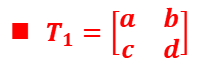 ■ T₁ = [a b
c d]